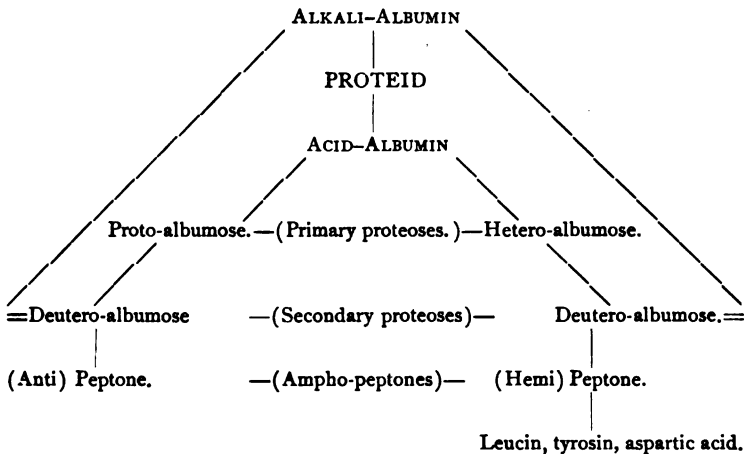 ALKALI–ALBUMIN
PROTEID
ACID–ALBUMIN
Proto-albumose.—(Primary proteoses.)—Hetero-albumose.
=Deutero-albumose —(Secondary proteoses)— Deutero-albumose.=
(Anti) Peptone. —(Ampho-peptones)— (Hemi) Peptone.
Leucin, tyrosin, aspartic acid.